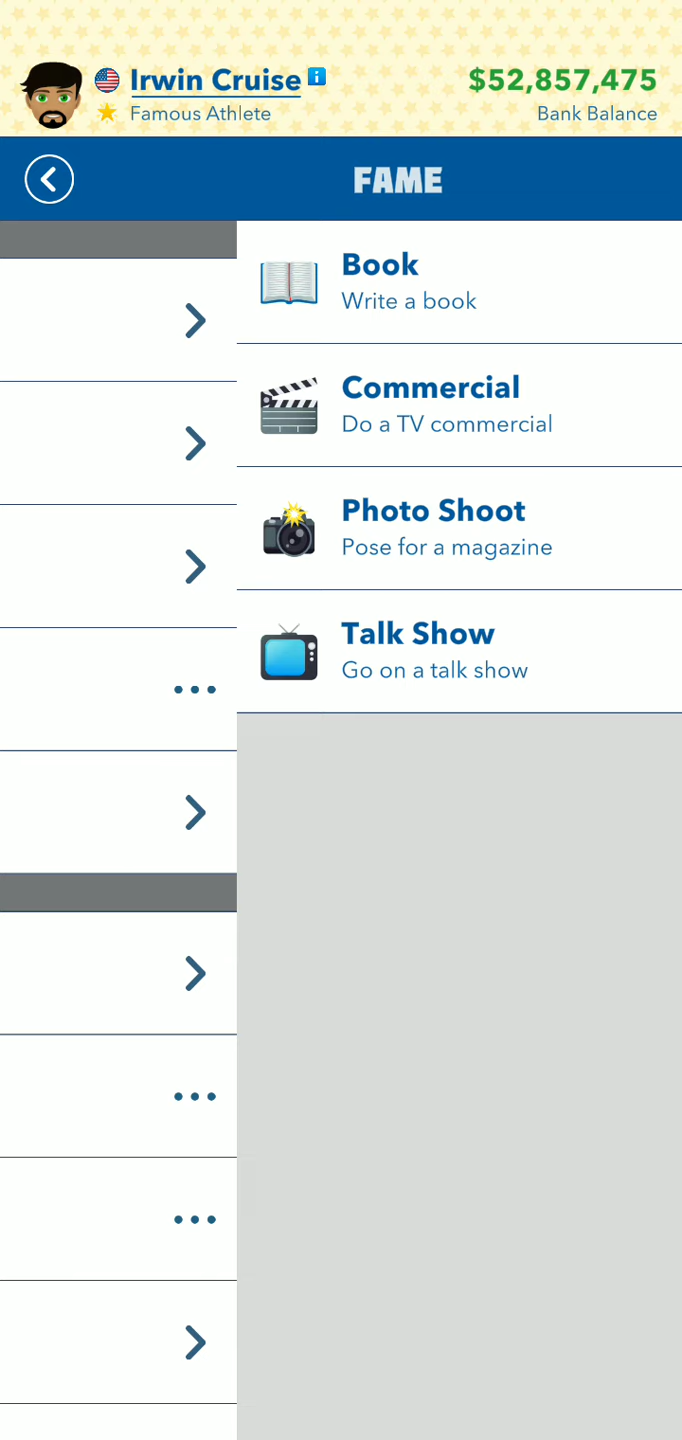 Irwin Cruise
$52,857,475
Famous Athlete
Bank Balance
FAME
Book
Write a book
Commercial
Do a TV commercial
Photo Shoot
Pose for a magazine
Talk Show
Go on a talk show